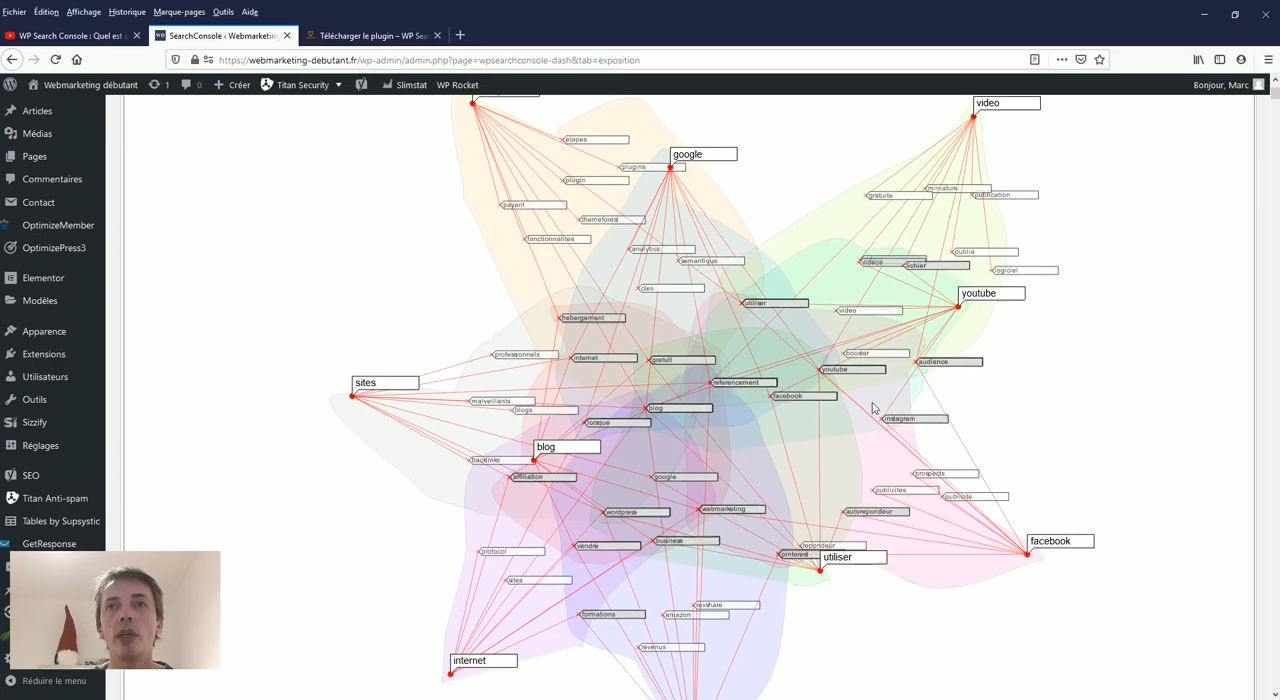 Fichier Édition Affichage Historique Marque-pages Outils Aide
WP Search Console : Quel est c
SearchConsole ‹ Webmarketing
Télécharger le plugin – WP Sea
https://webmarketing-debutant.fr/wp-admin/admin.php?page=wpsearchconsole-dash&tab=exposition
Webmarketing débutant 1 0 Créer Titan Security Slimstat WP Rocket Bonjour, Marc
Articles
Médias
Pages
Commentaires
Contact
OptimizeMember
OptimizePress3
Elementor
Modèles
Apparence
Extensions
Utilisateurs
Outils
Sizzify
Réglages
SEO
Titan Anti-spam
Tables by Supsystic
GetResponse
Réduire le menu
video
etapes
google
plugins
plugin
miniature
gratuite
publication
payant
themeforest
fonctionnalites
analytics
publie
semantique
videos
fichier
logiciel
cles
youtube
utiliser
video
hebergement
professionnels
internet
gratuit
booster
audience
youtube
sites
referencement
facebook
malveillants
blogs
blog
lorsque
instagram
blog
backlinks
affiliation
google
prospects
publicites
publicite
wordpress
webmarketing
autorepondeur
vendre
business
repondeur
pinterest
utiliser
facebook
protocol
sites
revshare
formations
amazon
revenus
internet